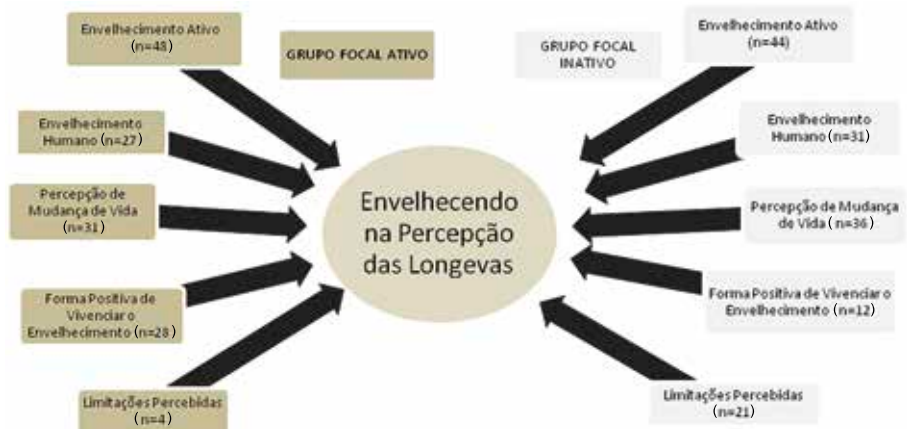 Envelhecimento Ativo
(n=48)
GRUPO FOCAL ATIVO
Envelhecimento
Humano (n=27)
Percepção de
Mudança de Vida
(n=31)
Forma Positiva de
Vivenciar o
Envelhecimento (n=28)
Limitações Percebidas
(n=4)
Envelhecendo
na Percepção
das Longevas
GRUPO FOCAL
INATIVO
Envelhecimento Ativo
(n=44)
Envelhecimento
Humano (n=31)
Percepção de Mudança
de Vida (n=36)
Forma Positiva de Vivenciar o
Envelhecimento (n=12)
Limitações Percebidas
(n=21)